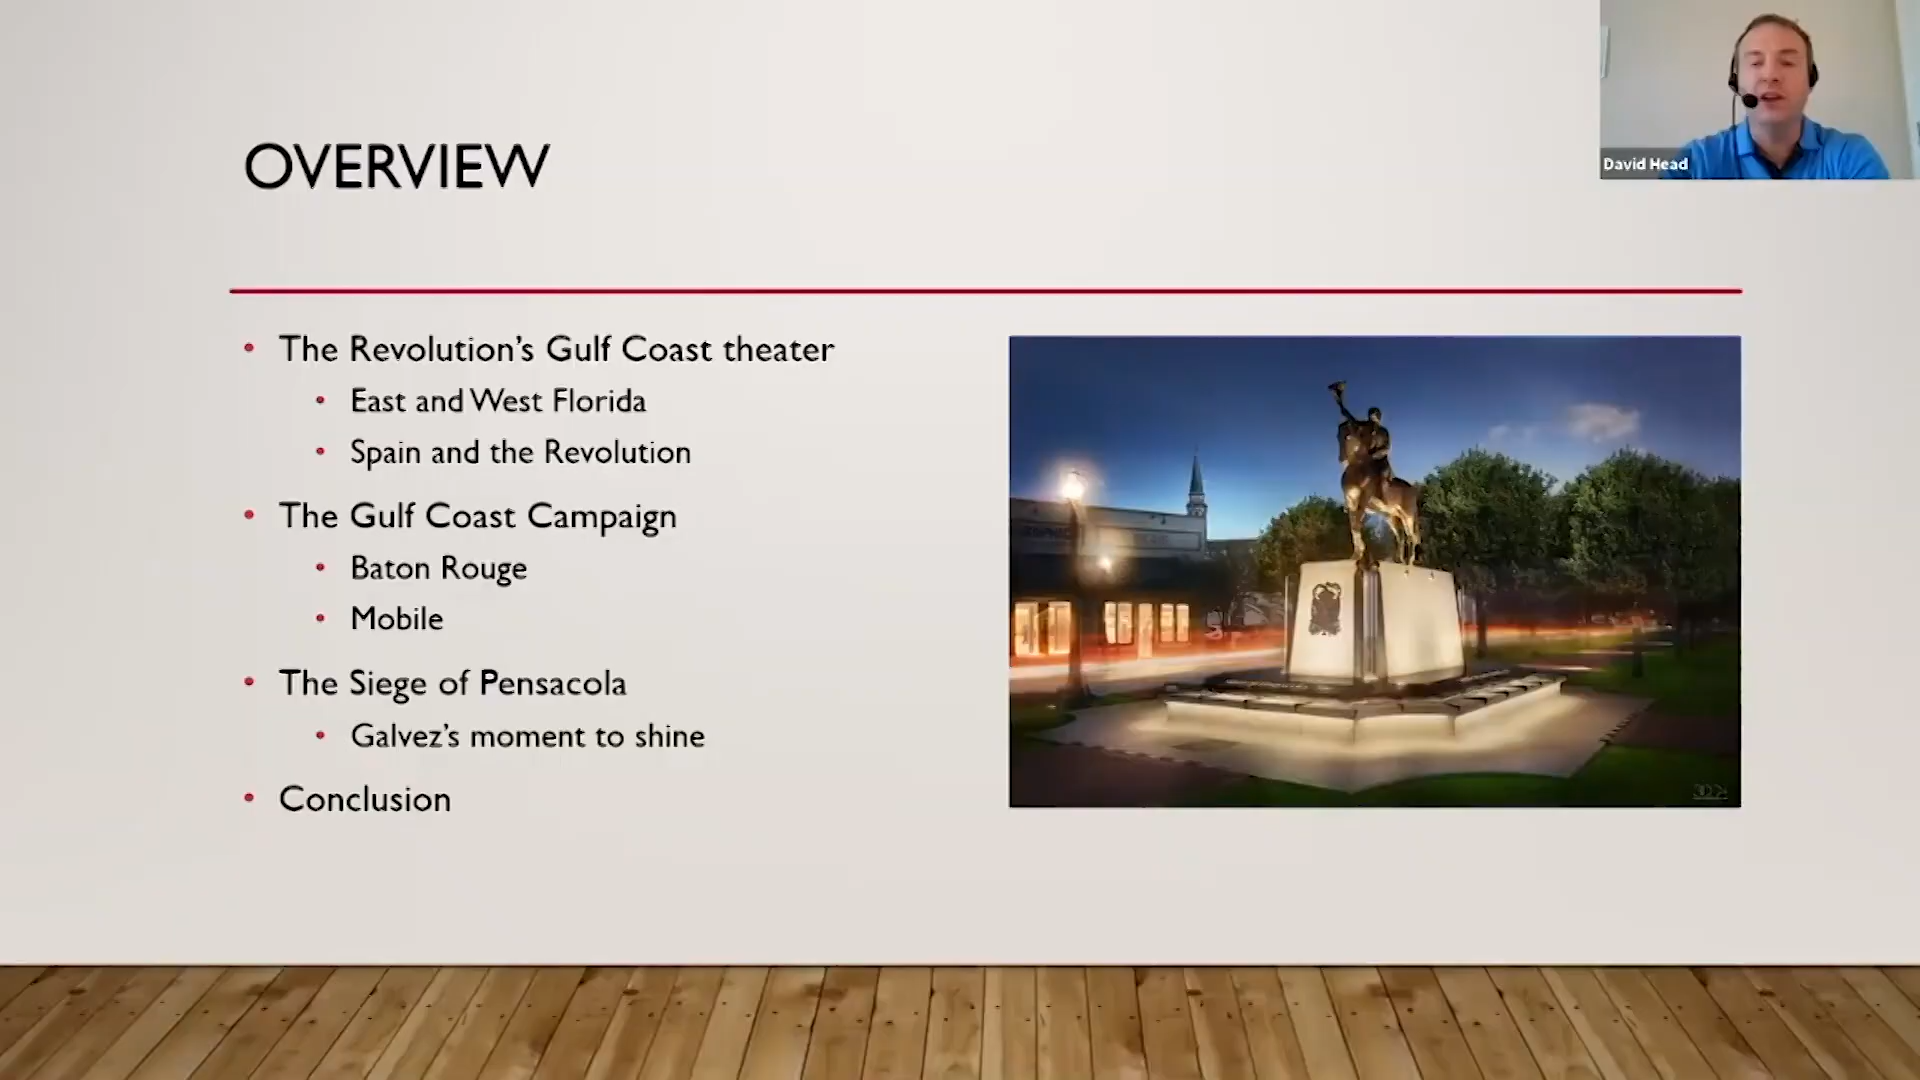 David Head
OVERVIEW
• The Revolution's Gulf Coast theater
• East and West Florida
• Spain and the Revolution
• The Gulf Coast Campaign
• Baton Rouge
• Mobile
• The Siege of Pensacola
• Galvez's moment to shine
• Conclusion